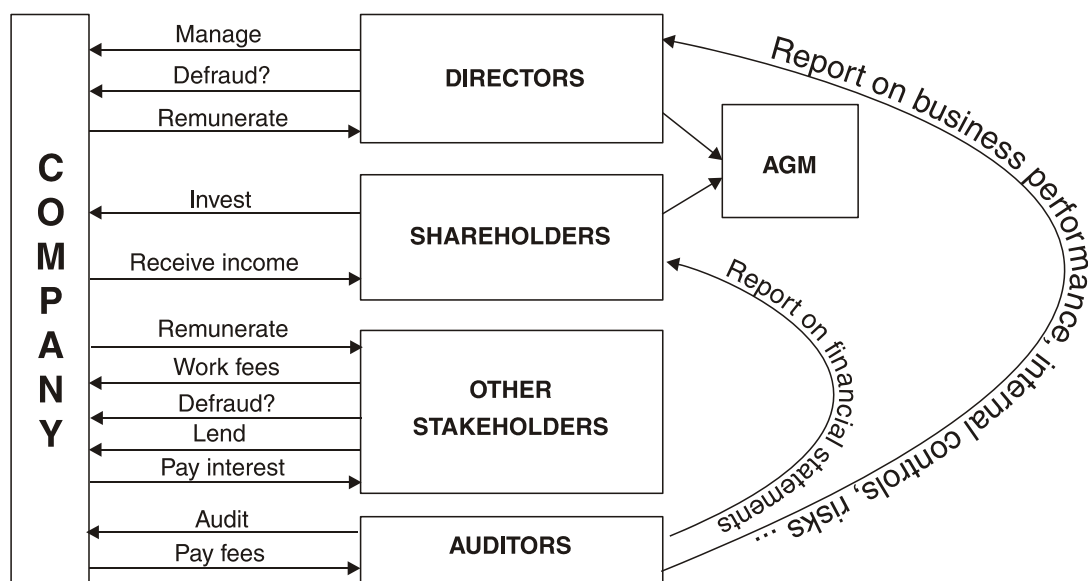 COMPANY
Manage
Defraud?
Remunerate
DIRECTORS
AGM
Invest
Receive income
SHAREHOLDERS
Remunerate
Work fees
Defraud?
Lend
Pay interest
OTHER
STAKEHOLDERS
Audit
Pay fees
AUDITORS
Report on financial statements
Report on business performance, internal controls, risks ...